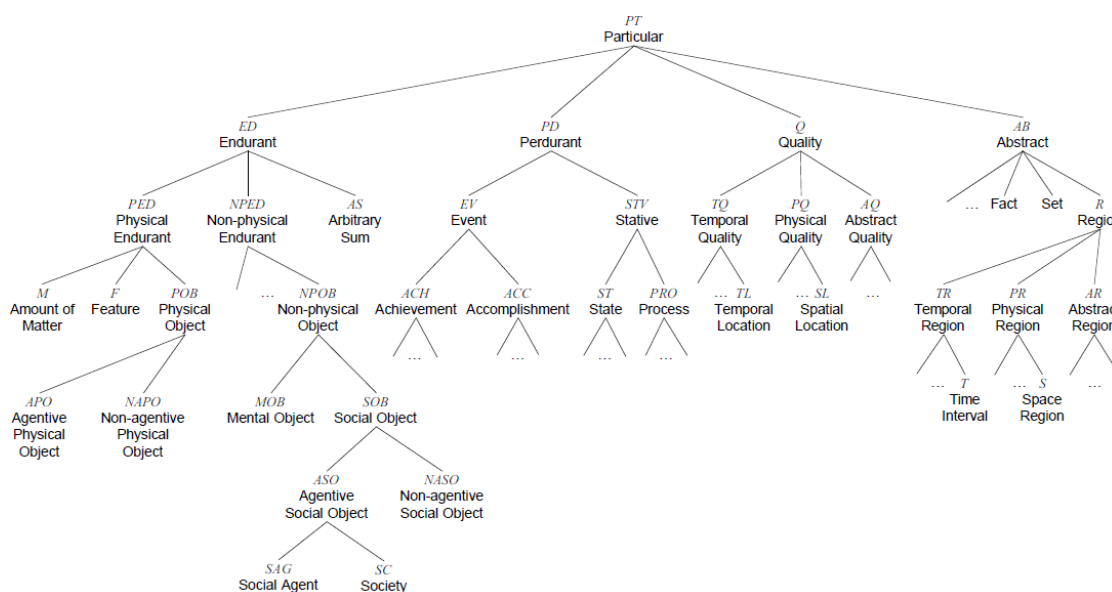 PT
Particular
ED
Endurant
PD
Perdurant
Q
Quality
AB
Abstract
PED
Physical
Endurant
NPED
Non-physical
Endurant
AS
Arbitrary
Sum
EV
Event
STV
Stative
TQ
Temporal
Quality
PQ
Physical
Quality
AQ
Abstract
Quality
…
Fact
Set
R
Region
M
Amount of
Matter
F
Feature
POB
Physical
Object
…
NPOB
Non-physical
Object
ACH
Achievement
ACC
Accomplishment
ST
State
PRO
Process
…
TL
Temporal
Location
…
SL
Spatial
Location
…
TR
Temporal
Region
PR
Physical
Region
AR
Abstract
Region
…
…
…
…
APO
Agentive
Physical
Object
NAPO
Non-agentive
Physical
Object
MOB
Mental Object
SOB
Social Object
…
T
Time
Interval
…
S
Space
Region
…
ASO
Agentive
Social Object
NASO
Non-agentive
Social Object
SAG
Social Agent
SC
Society